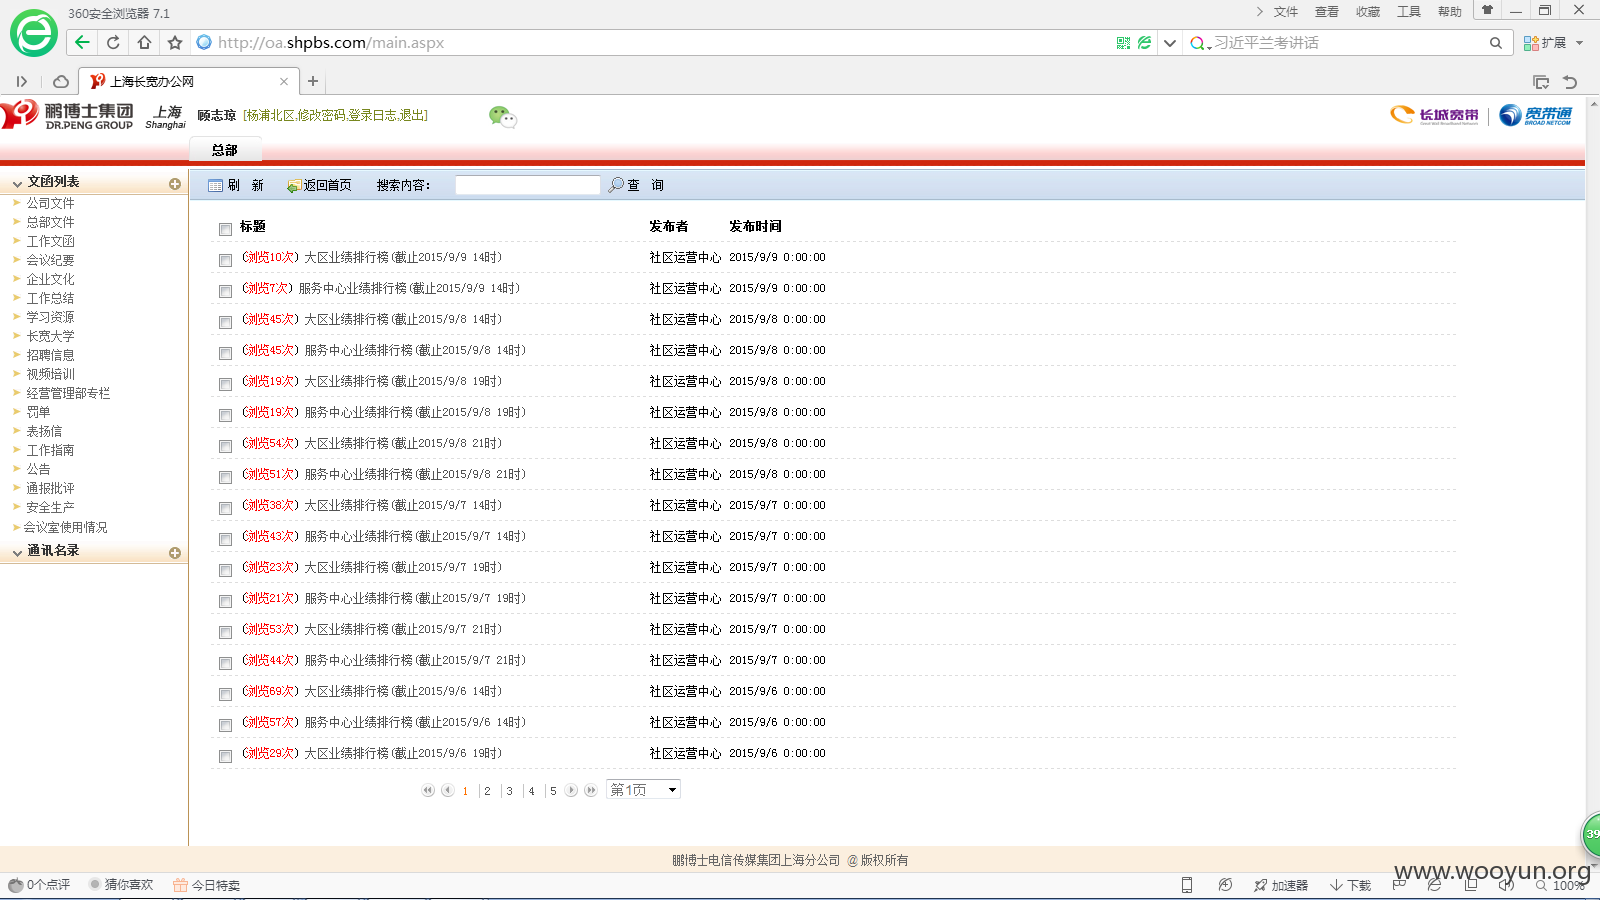 360安全浏览器 7.1
文件 查看 收藏 工具 帮助
http://oa.shpbs.com/main.aspx
习近平兰考讲话
扩展
上海长宽办公网
鹏博士集团
DR.PENG GROUP
上海
Shanghai
顾志琼 [杨浦北区,修改密码,登录日志,退出]
长城宽带
宽带通
BROAD NETCOM
总部
文函列表
公司文件
总部文件
工作文函
会议纪要
企业文化
工作总结
学习资源
长宽大学
招聘信息
视频培训
经营管理部专栏
罚单
表扬信
工作指南
公告
通报批评
安全生产
会议室使用情况
通讯名录
刷 新 返回首页 搜索内容： 查 询
标题 发布者 发布时间
(浏览10次) 大区业绩排行榜(截止2015/9/9 14时) 社区运营中心 2015/9/9 0:00:00
(浏览7次) 服务中心业绩排行榜(截止2015/9/9 14时) 社区运营中心 2015/9/9 0:00:00
(浏览45次) 大区业绩排行榜(截止2015/9/8 14时) 社区运营中心 2015/9/8 0:00:00
(浏览45次) 服务中心业绩排行榜(截止2015/9/8 14时) 社区运营中心 2015/9/8 0:00:00
(浏览19次) 大区业绩排行榜(截止2015/9/8 19时) 社区运营中心 2015/9/8 0:00:00
(浏览19次) 服务中心业绩排行榜(截止2015/9/8 19时) 社区运营中心 2015/9/8 0:00:00
(浏览54次) 大区业绩排行榜(截止2015/9/8 21时) 社区运营中心 2015/9/8 0:00:00
(浏览51次) 服务中心业绩排行榜(截止2015/9/8 21时) 社区运营中心 2015/9/8 0:00:00
(浏览38次) 大区业绩排行榜(截止2015/9/7 14时) 社区运营中心 2015/9/7 0:00:00
(浏览43次) 服务中心业绩排行榜(截止2015/9/7 14时) 社区运营中心 2015/9/7 0:00:00
(浏览23次) 大区业绩排行榜(截止2015/9/7 19时) 社区运营中心 2015/9/7 0:00:00
(浏览21次) 服务中心业绩排行榜(截止2015/9/7 19时) 社区运营中心 2015/9/7 0:00:00
(浏览53次) 大区业绩排行榜(截止2015/9/7 21时) 社区运营中心 2015/9/7 0:00:00
(浏览44次) 服务中心业绩排行榜(截止2015/9/7 21时) 社区运营中心 2015/9/7 0:00:00
(浏览69次) 大区业绩排行榜(截止2015/9/6 14时) 社区运营中心 2015/9/6 0:00:00
(浏览57次) 服务中心业绩排行榜(截止2015/9/6 14时) 社区运营中心 2015/9/6 0:00:00
(浏览29次) 大区业绩排行榜(截止2015/9/6 19时) 社区运营中心 2015/9/6 0:00:00
1 2 3 4 5 第1页
39
鹏博士电信传媒集团上海分公司 @ 版权所有
www.wooyun.org
0个点评 猜你喜欢 今日特卖 加速器 下载 100%